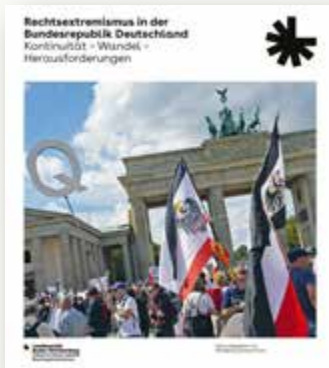 Rechtsextremismus in der
Bundesrepublik Deutschland
Kontinuität - Wandel -
Herausforderungen
Q